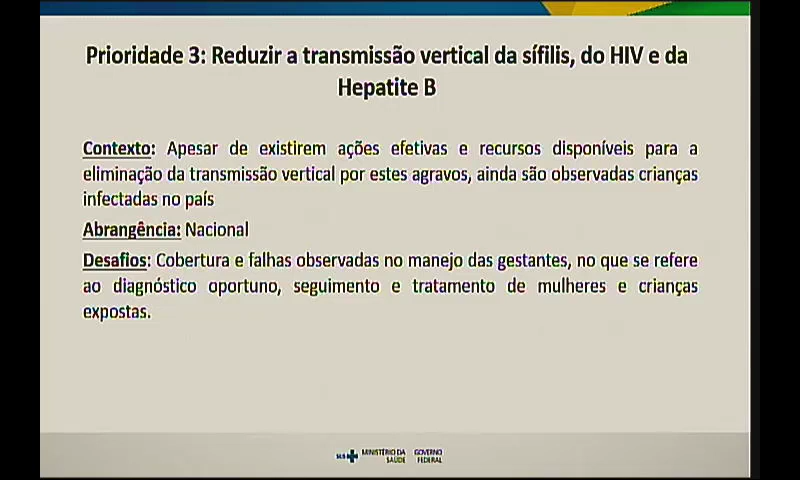 Prioridade 3: Reduzir a transmissão vertical da sífilis, do HIV e da
Hepatite B
Contexto: Apesar de existirem ações efetivas e recursos disponíveis para a
eliminação da transmissão vertical por estes agravos, ainda são observadas crianças
infectadas no país
Abrangência: Nacional
Desafios: Cobertura e falhas observadas no manejo das gestantes, no que se refere
ao diagnóstico oportuno, seguimento e tratamento de mulheres e crianças
expostas.
SUS MINISTÉRIO DA SAÚDE GOVERNO FEDERAL